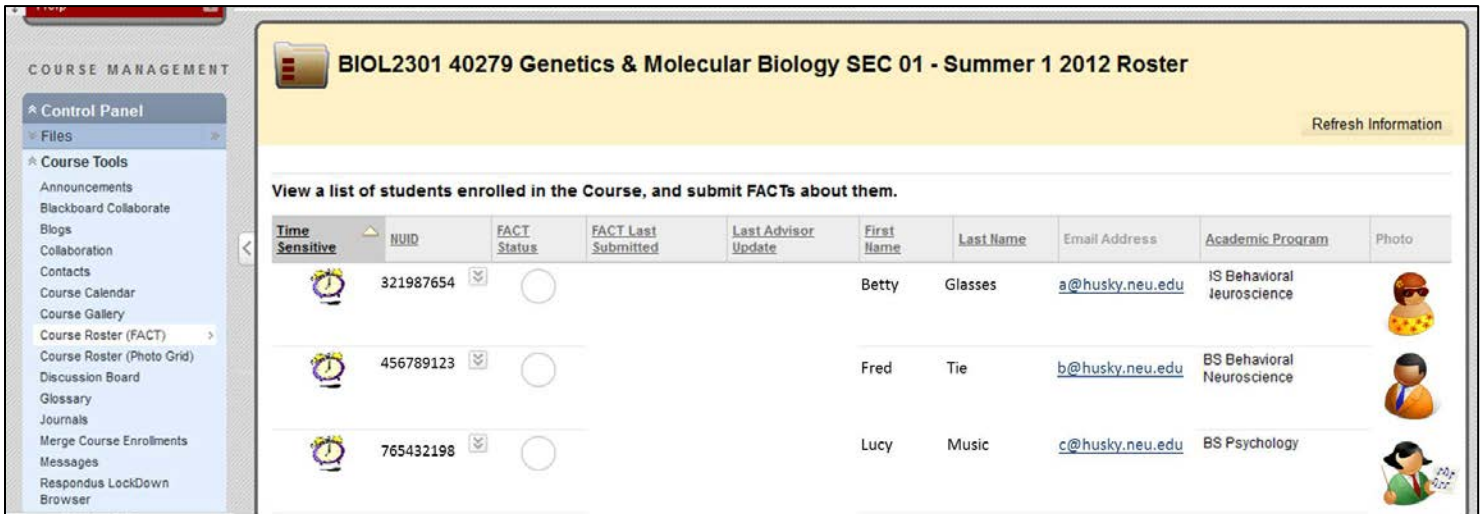 Help
COURSE MANAGEMENT
Control Panel
Files
Course Tools
Announcements
Blackboard Collaborate
Blogs
Collaboration
Contacts
Course Calendar
Course Gallery
Course Roster (FACT)
Course Roster (Photo Grid)
Discussion Board
Glossary
Journals
Merge Course Enrollments
Messages
Respondus LockDown
Browser
BIOL2301 40279 Genetics & Molecular Biology SEC 01 - Summer 1 2012 Roster
Refresh Information
View a list of students enrolled in the Course, and submit FACTs about them.
Time Sensitive NUID FACT Status FACT Last Submitted Last Advisor Update First Name Last Name Email Address Academic Program Photo
321987654 Betty Glasses a@husky.neu.edu BS Behavioral
Neuroscience
456789123 Fred Tie b@husky.neu.edu BS Behavioral
Neuroscience
765432198 Lucy Music c@husky.neu.edu BS Psychology